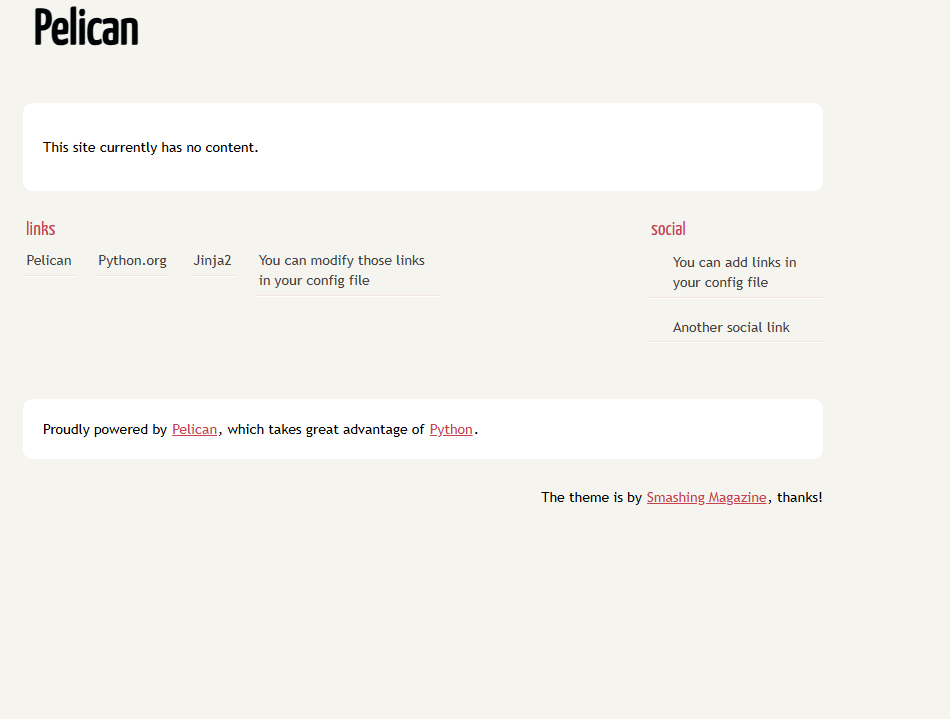 Pelican
This site currently has no content.
links
Pelican
Python.org
Jinja2
You can modify those links
in your config file
social
You can add links in
your config file
Another social link
Proudly powered by Pelican, which takes great advantage of Python.
The theme is by Smashing Magazine, thanks!